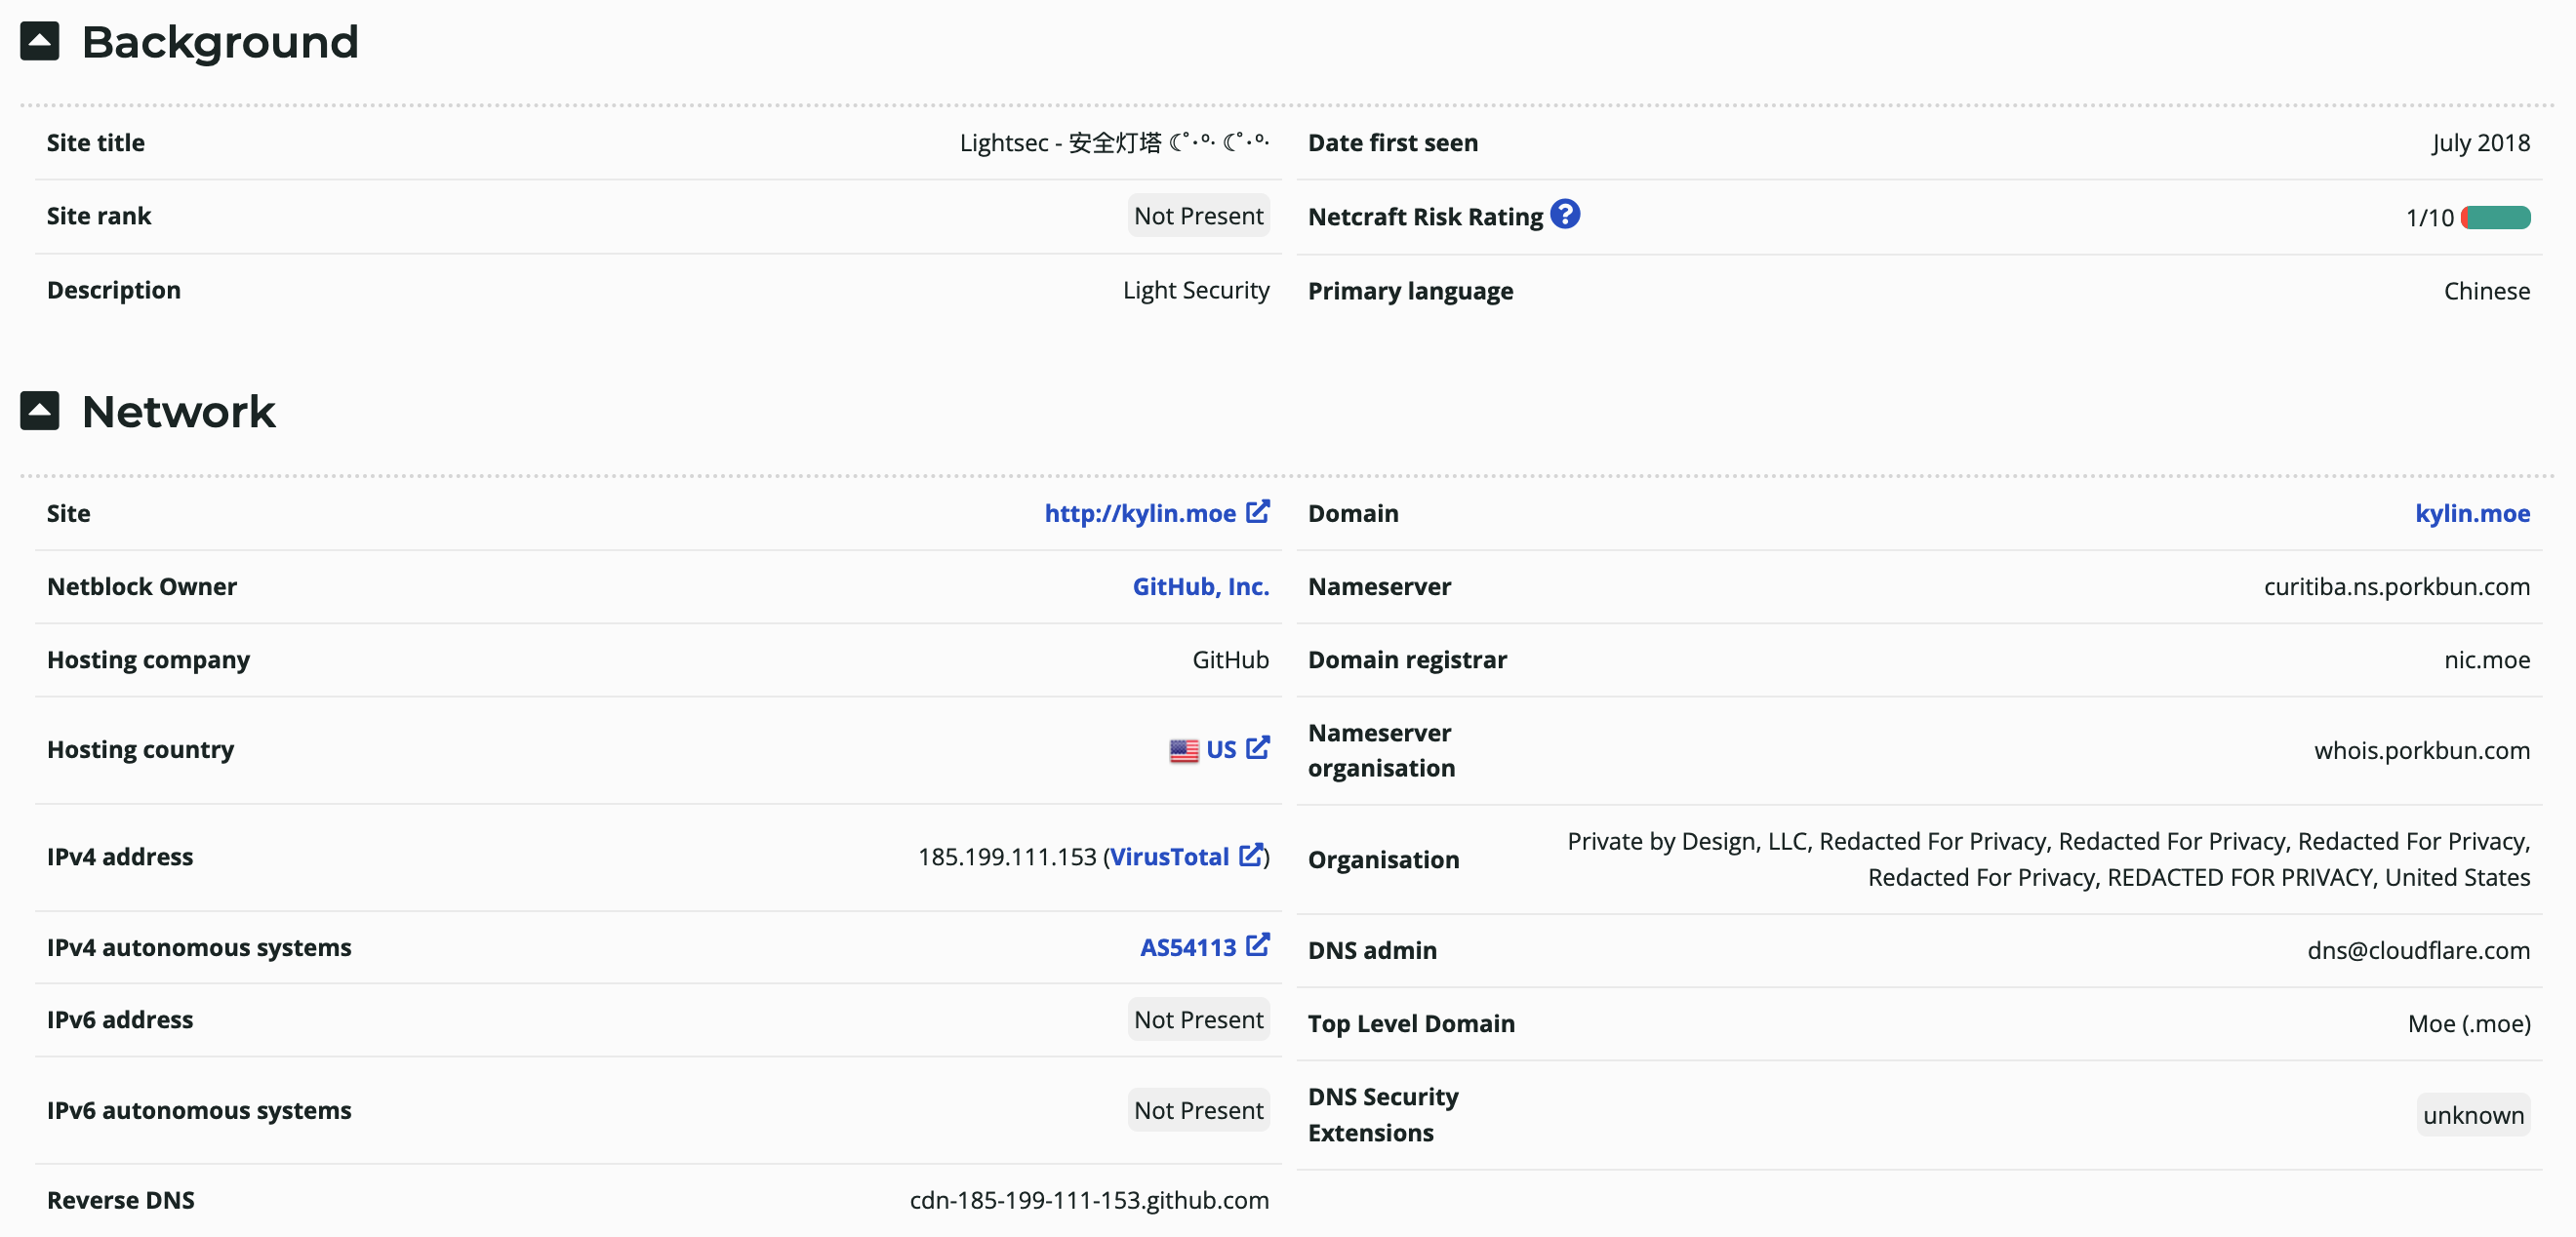 Background
Site title Lightsec - 安全灯塔 ☾˚‧º· ☾˚‧º·
Date first seen July 2018
Site rank Not Present
Netcraft Risk Rating ? 1/10
Description Light Security
Primary language Chinese
Network
Site http://kylin.moe
Domain kylin.moe
Netblock Owner GitHub, Inc.
Nameserver curitiba.ns.porkbun.com
Hosting company GitHub
Domain registrar nic.moe
Hosting country US
Nameserver
organisation
whois.porkbun.com
IPv4 address 185.199.111.153 (VirusTotal)
Organisation
Private by Design, LLC, Redacted For Privacy, Redacted For Privacy, Redacted For Privacy,
Redacted For Privacy, REDACTED FOR PRIVACY, United States
IPv4 autonomous systems AS54113
DNS admin dns@cloudflare.com
IPv6 address Not Present
Top Level Domain Moe (.moe)
IPv6 autonomous systems Not Present
DNS Security
Extensions
unknown
Reverse DNS cdn-185-199-111-153.github.com